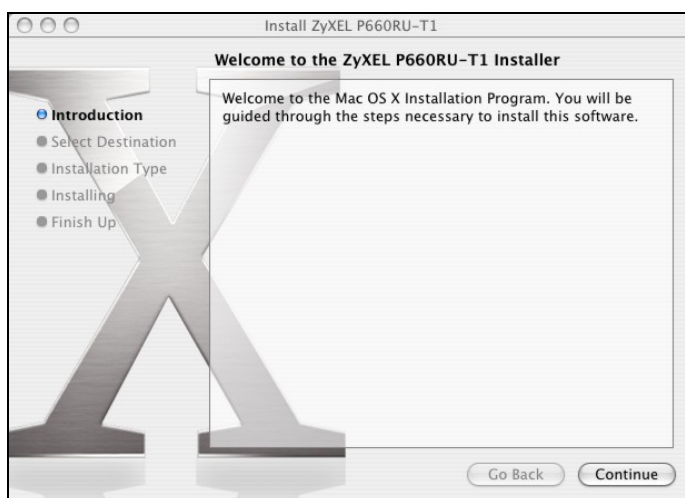 Install ZyXEL P660RU-T1
Welcome to the ZyXEL P660RU-T1 Installer
Introduction
Select Destination
Installation Type
Installing
Finish Up
Welcome to the Mac OS X Installation Program. You will be
guided through the steps necessary to install this software.
Go Back
Continue